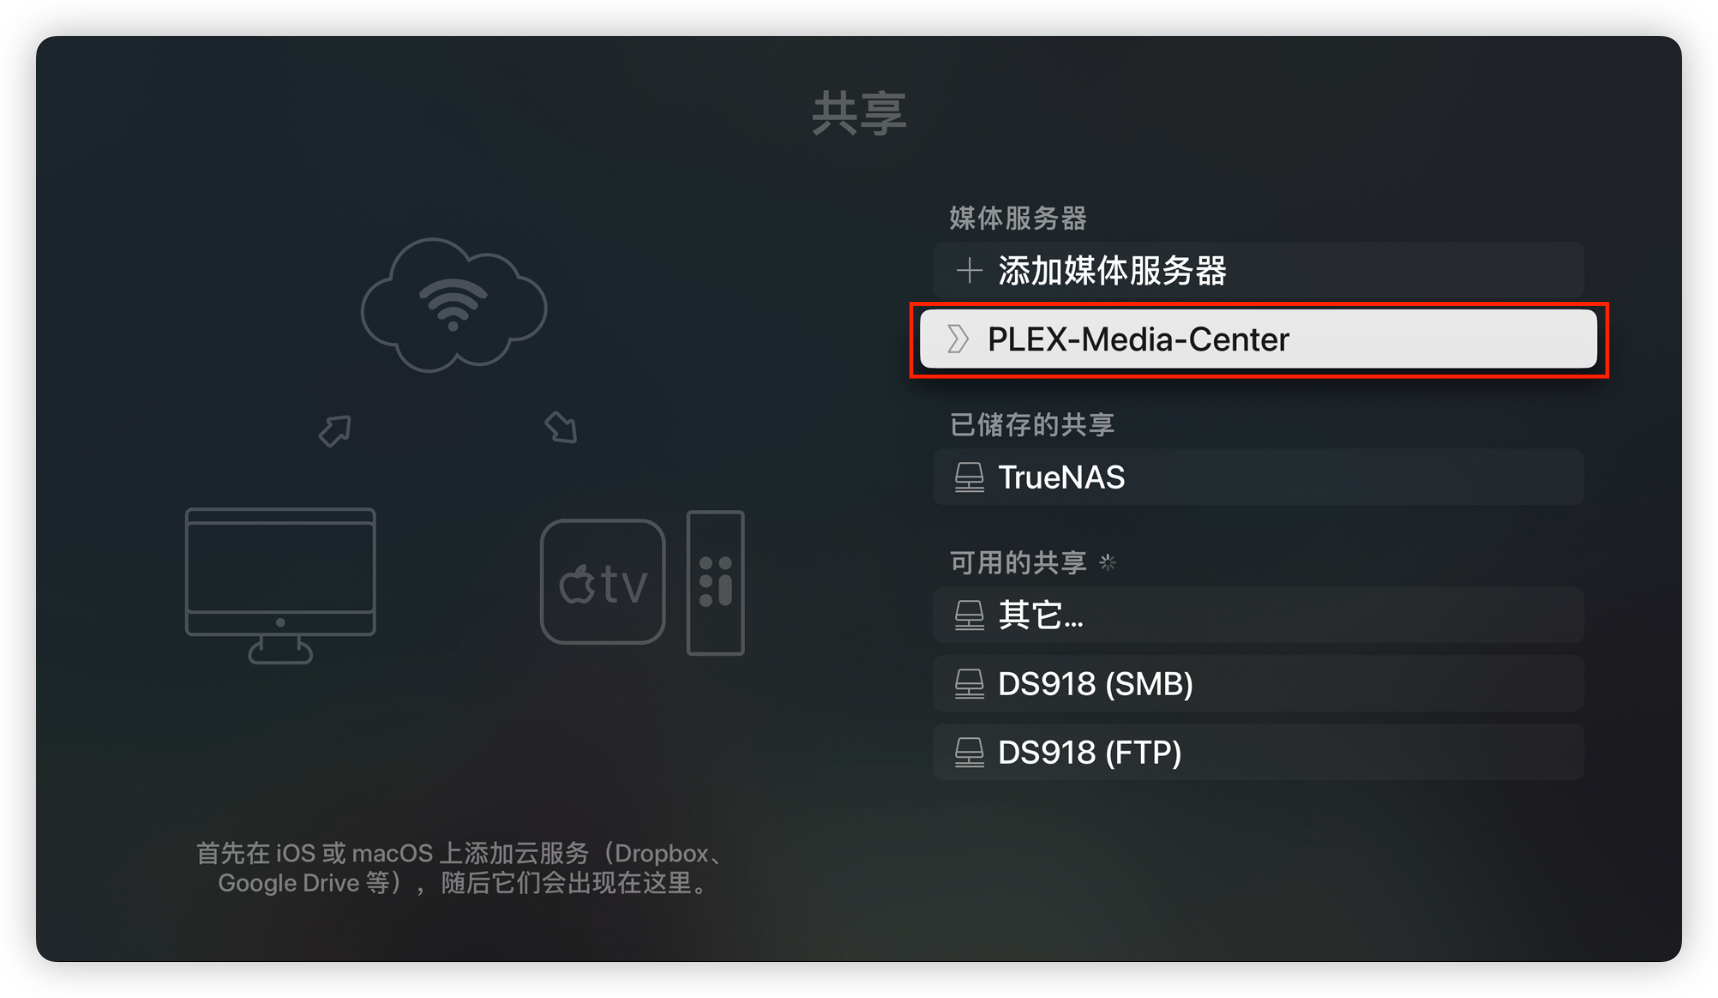 共享
媒体服务器
添加媒体服务器
PLEX-Media-Center
已储存的共享
TrueNAS
可用的共享
其它...
DS918 (SMB)
DS918 (FTP)
tv
首先在 iOS 或 macOS 上添加云服务（Dropbox、
Google Drive 等），随后它们会出现在这里。